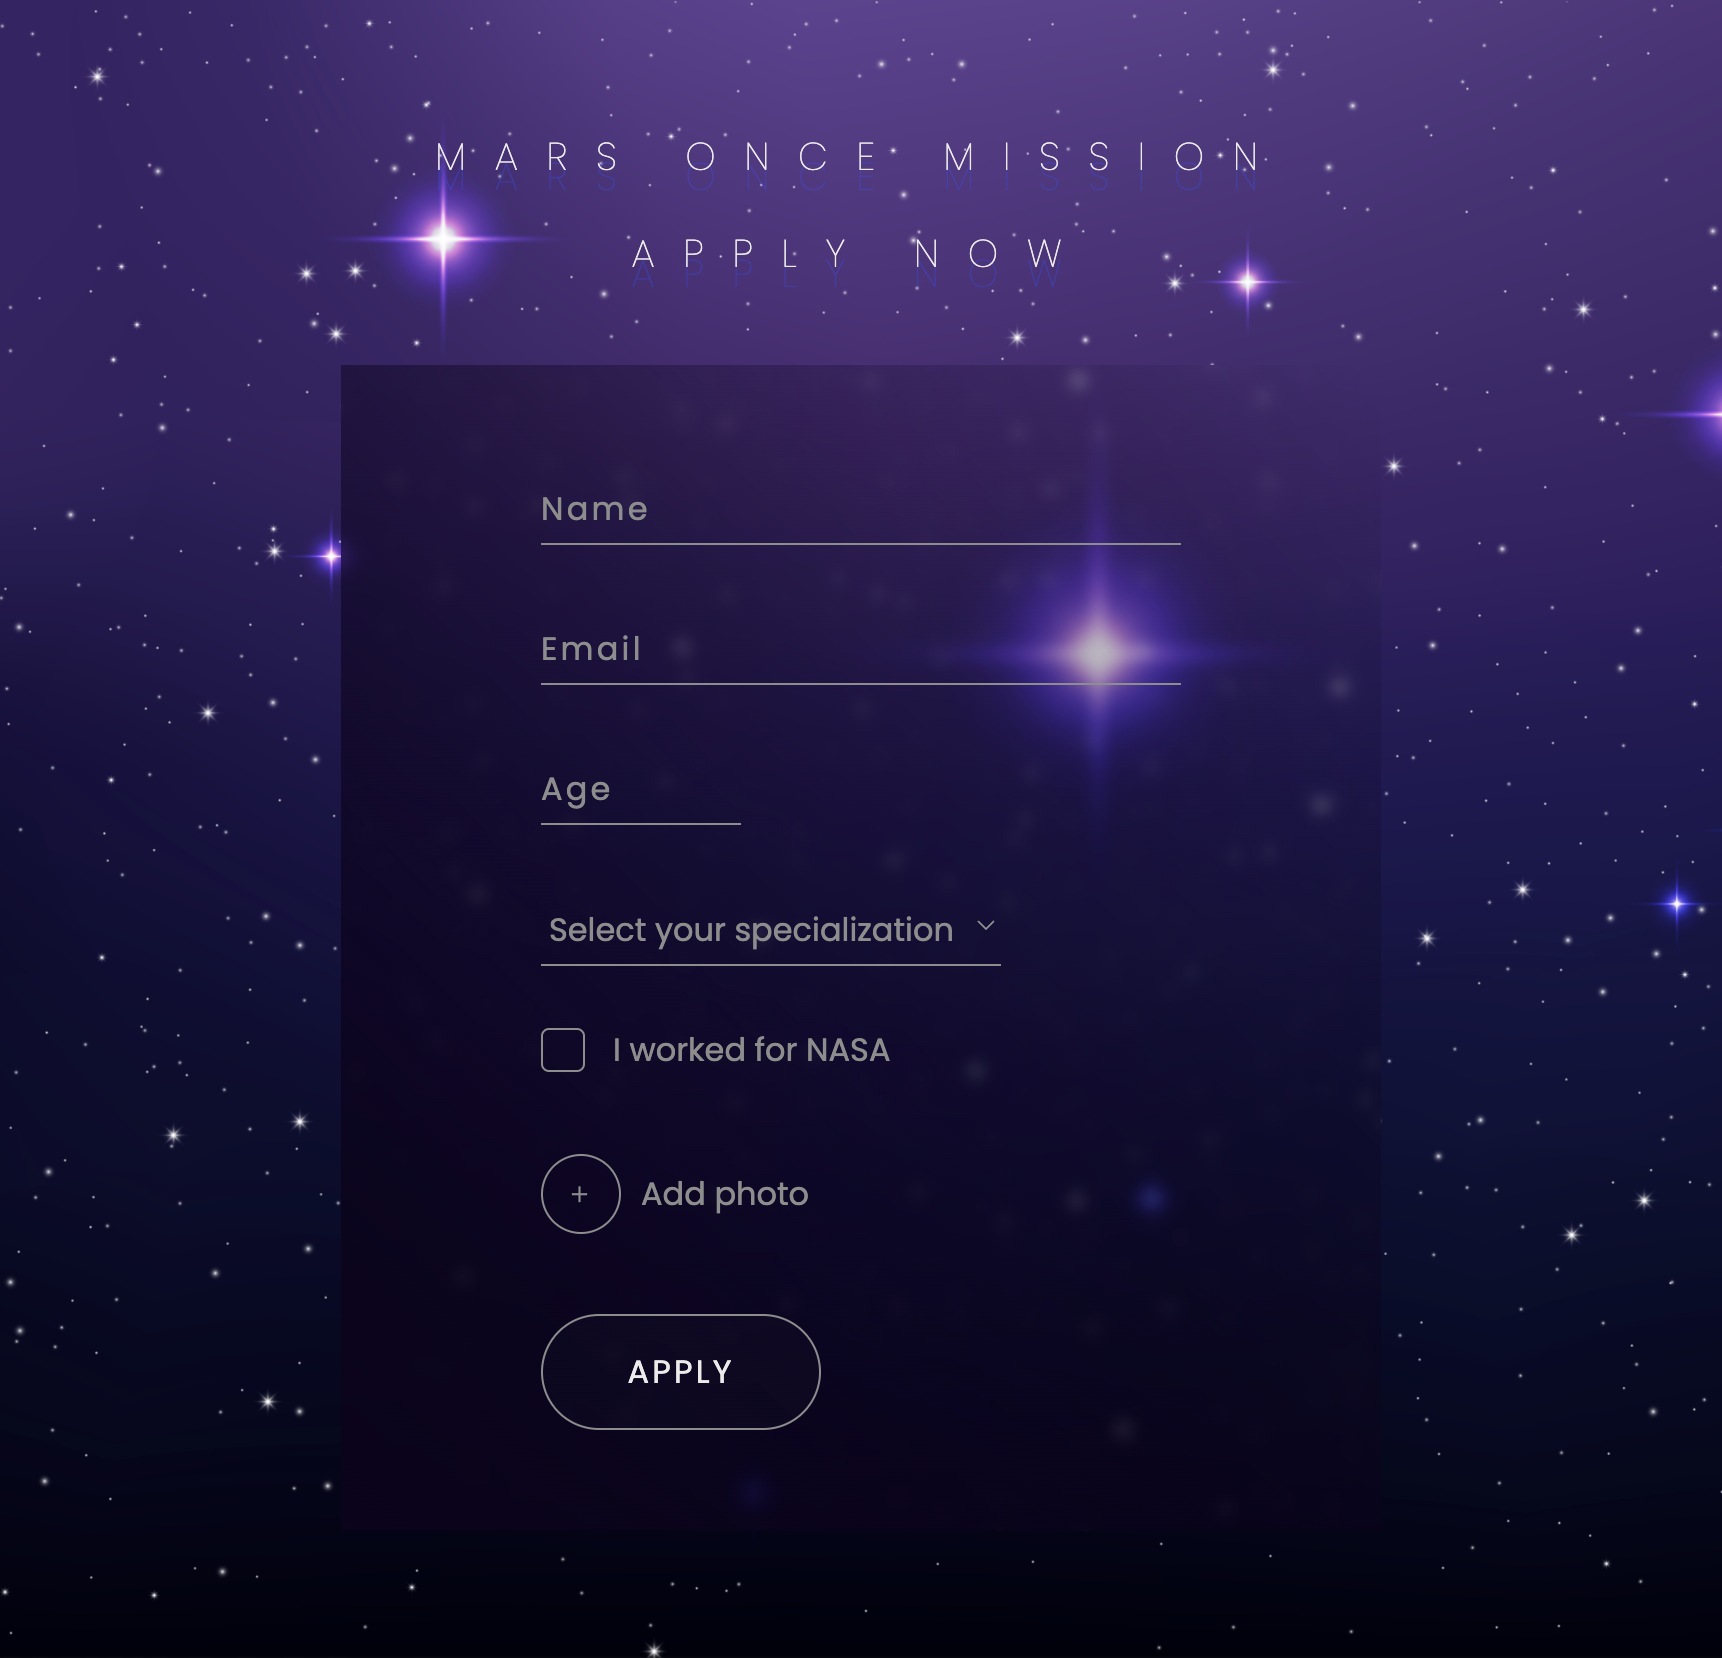 MARS ONCE MISSION
APPLY NOW
Name
Email
Age
Select your specialization
I worked for NASA
+ Add photo
APPLY